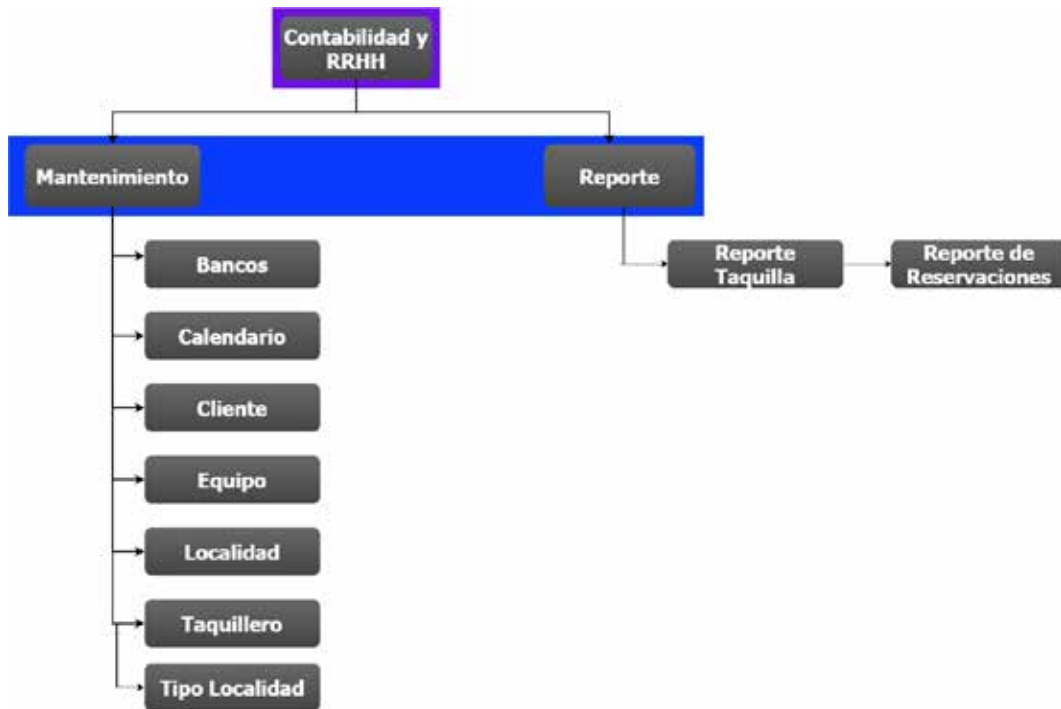 Contabilidad y
RRHH
Mantenimiento
Reporte
Bancos
Reporte
Taquilla
Reporte de
Reservaciones
Calendario
Cliente
Equipo
Localidad
Taquillero
Tipo Localidad